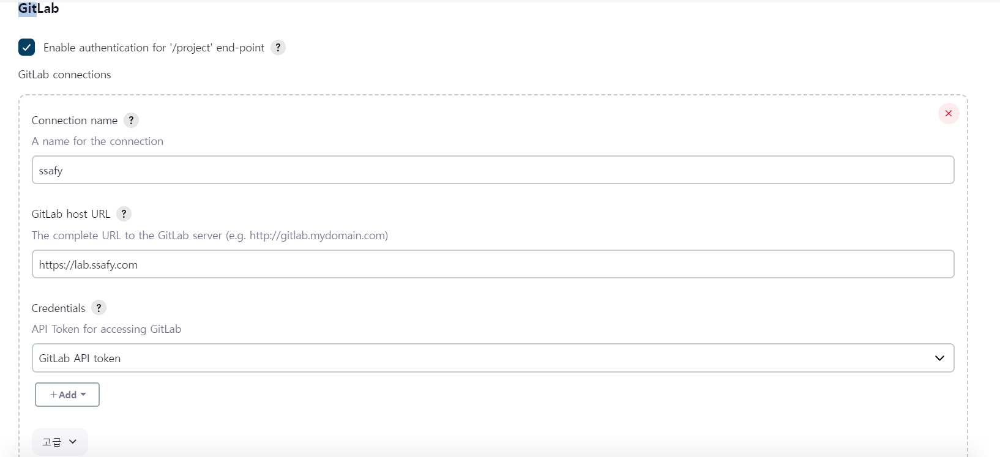 GitLab
Enable authentication for '/project' end-point ?
GitLab connections
Connection name ?
A name for the connection
ssafy
GitLab host URL ?
The complete URL to the GitLab server (e.g. http://gitlab.mydomain.com)
https://lab.ssafy.com
Credentials ?
API Token for accessing GitLab
GitLab API token
+ Add
고급